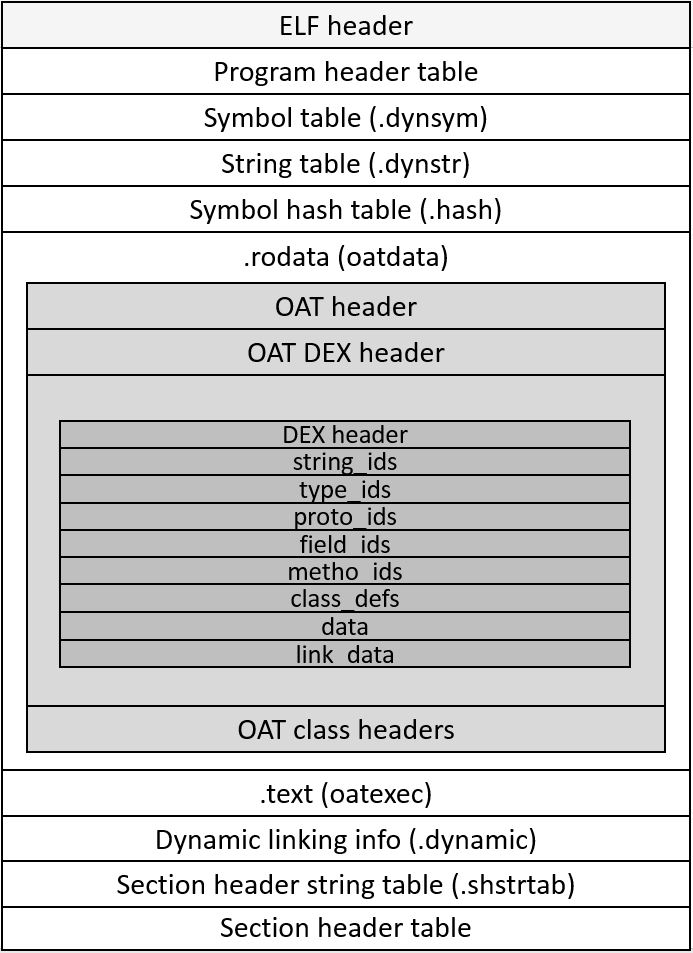 ELF header
Program header table
Symbol table (.dynsym)
String table (.dynstr)
Symbol hash table (.hash)
.rodata (oatdata)
OAT header
OAT DEX header
DEX header
string_ids
type_ids
proto_ids
field_ids
metho_ids
class_defs
data
link_data
OAT class headers
.text (oatexec)
Dynamic linking info (.dynamic)
Section header string table (.shstrtab)
Section header table